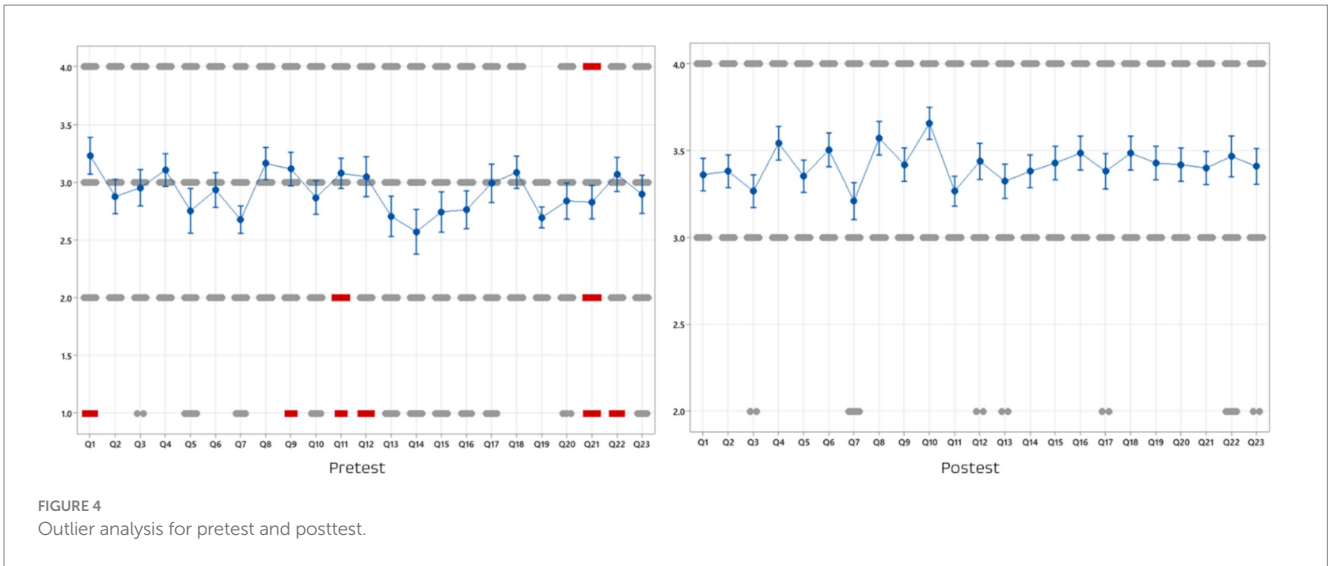 4.0
3.5
3.0
2.5
2.0
1.5
1.0
Q1 Q2 Q3 Q4 Q5 Q6 Q7 Q8 Q9 Q10 Q11 Q12 Q13 Q14 Q15 Q16 Q17 Q18 Q19 Q20 Q21 Q22 Q23
Pretest
4.0
3.5
3.0
2.5
2.0
Q1 Q2 Q3 Q4 Q5 Q6 Q7 Q8 Q9 Q10 Q11 Q12 Q13 Q14 Q15 Q16 Q17 Q18 Q19 Q20 Q21 Q22 Q23
Postest
FIGURE 4
Outlier analysis for pretest and posttest.